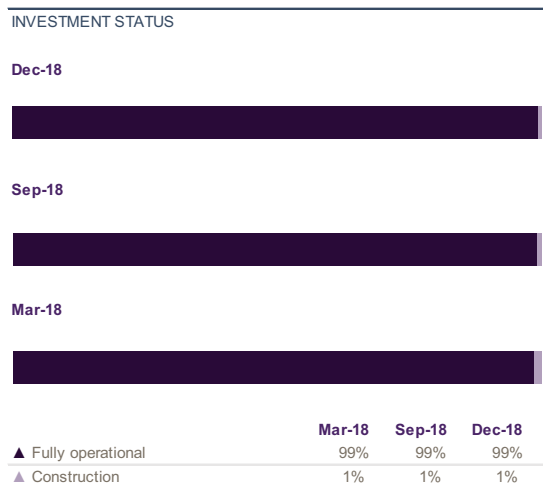 INVESTMENT STATUS
Dec-18
Sep-18
Mar-18
Mar-18 Sep-18 Dec-18
▲ Fully operational 99% 99% 99%
▲ Construction 1% 1% 1%